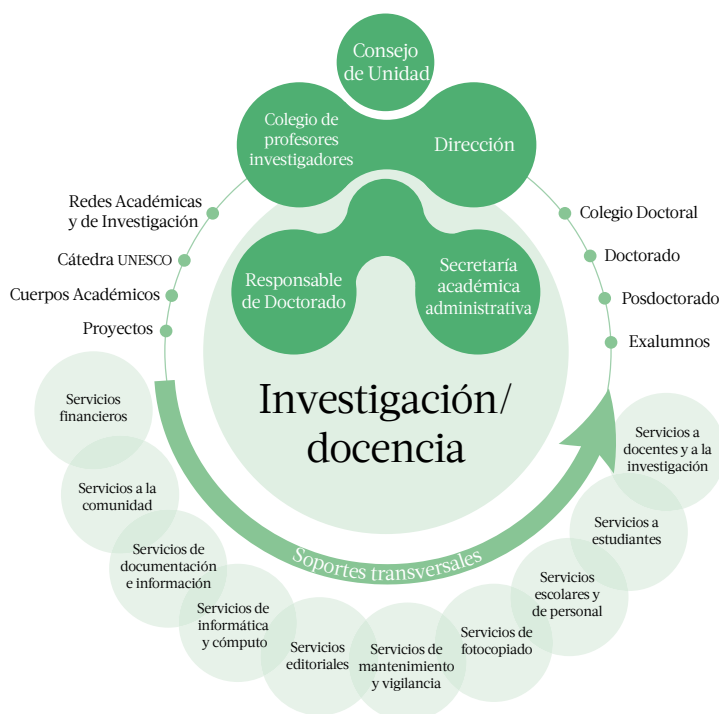 Consejo
de Unidad
Colegio de
profesores
investigadores
Dirección
Redes Académicas
y de Investigación
Cátedra UNESCO
Cuerpos Académicos
Proyectos
Colegio Doctoral
Doctorado
Posdoctorado
Exalumnos
Responsable
de Doctorado
Secretaría
académica
administrativa
Investigación/
docencia
Soportes transversales
Servicios
financieros
Servicios a la
comunidad
Servicios de
documentación
e información
Servicios de
informática
y cómputo
Servicios
editoriales
Servicios de
mantenimiento
y vigilancia
Servicios de
fotocopiado
Servicios
escolares y
de personal
Servicios a
estudiantes
Servicios a
docentes y a la
investigación